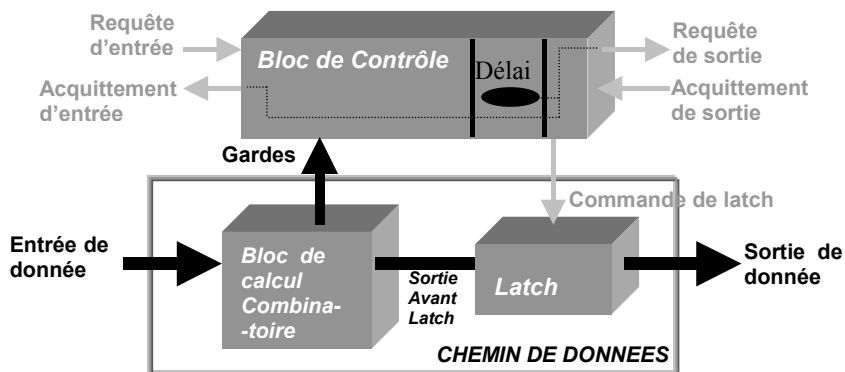 Requête
d'entrée
Bloc de Contrôle
Délai
Requête
de sortie
Acquittement
d'entrée
Acquittement
de sortie
Gardes
Commande de latch
Entrée de
donnée
Bloc de
calcul
Combina-
-toire
Sortie
Avant
Latch
Latch
Sortie de
donnée
CHEMIN DE DONNEES